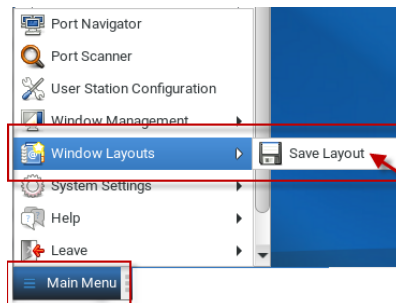 Port Navigator
Port Scanner
User Station Configuration
Window Management
Window Layouts
Save Layout
System Settings
Help
Leave
Main Menu